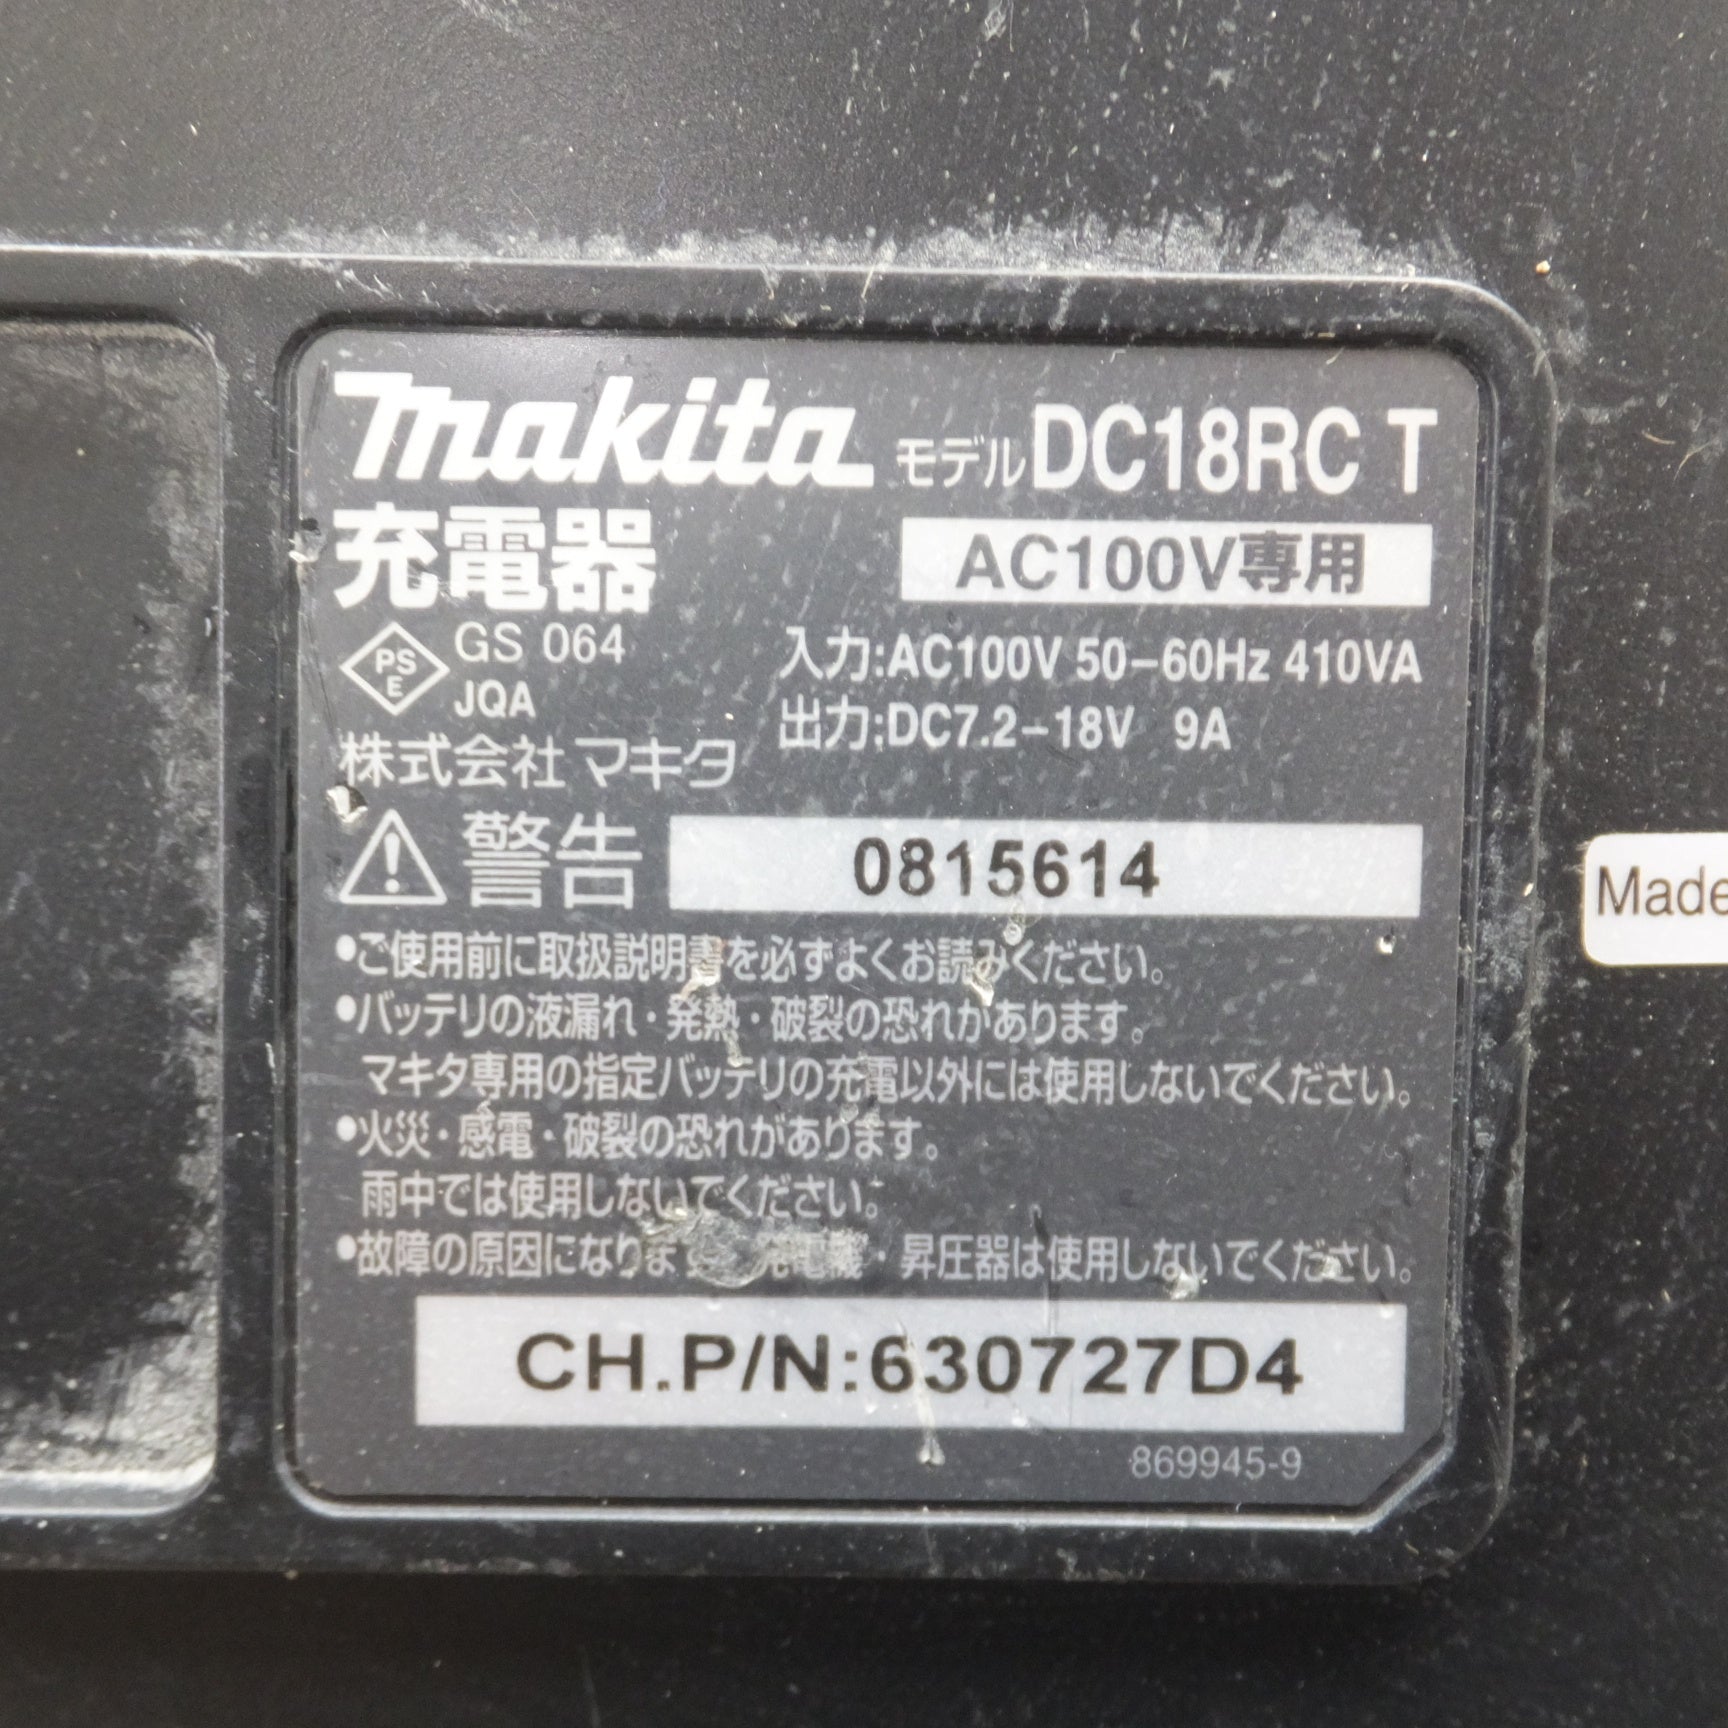 makita モデル DC18RC T
充電器 AC100V専用
PS
E
GS 064
JQA
入力:AC100V 50-60Hz 410VA
出力:DC7.2-18V 9A
株式会社 マキタ
警告 0815614
•ご使用前に取扱説明書を必ずよくお読みください。
•バッテリの液漏れ・発熱・破裂の恐れがあります。
マキタ専用の指定バッテリの充電以外には使用しないでください。
•火災・感電・破裂の恐れがあります。
雨中では使用しないでください。
•故障の原因になります 発電機・昇圧器は使用しないでください。
CH.P/N:630727D4
869945-9
Made